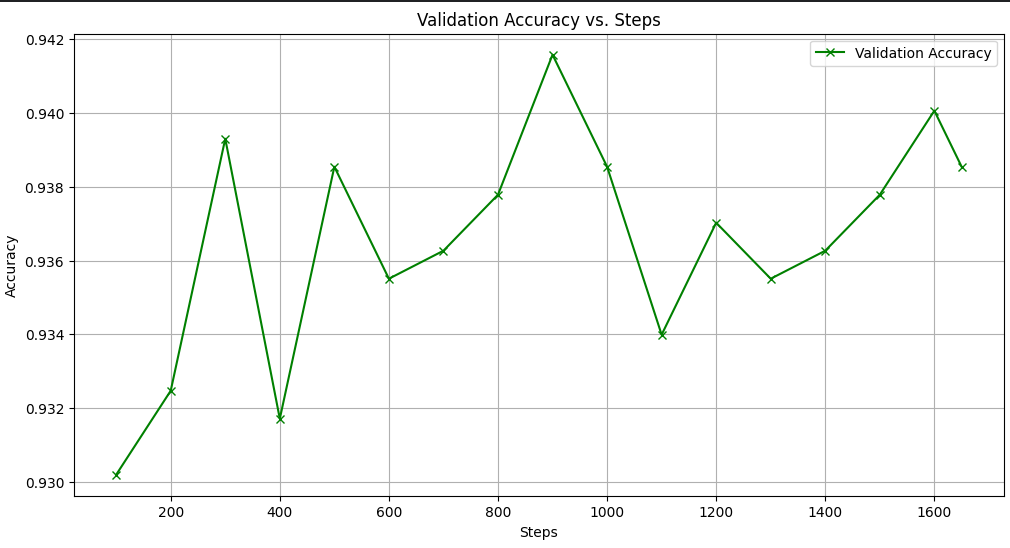 Validation Accuracy vs. Steps
Validation Accuracy
0.942
0.940
0.938
0.936
0.934
0.932
0.930
Accuracy
200 400 600 800 1000 1200 1400 1600
Steps